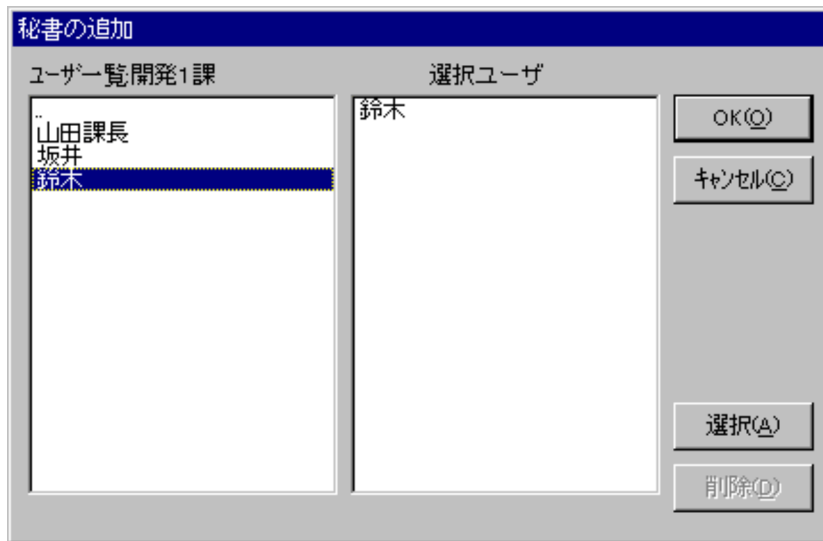 秘書の追加
ユーザ一覧:開発1課
選択ユーザ
..
山田課長
坂井
鈴木
鈴木
OK(O)
キャンセル(C)
選択(A)
削除(D)